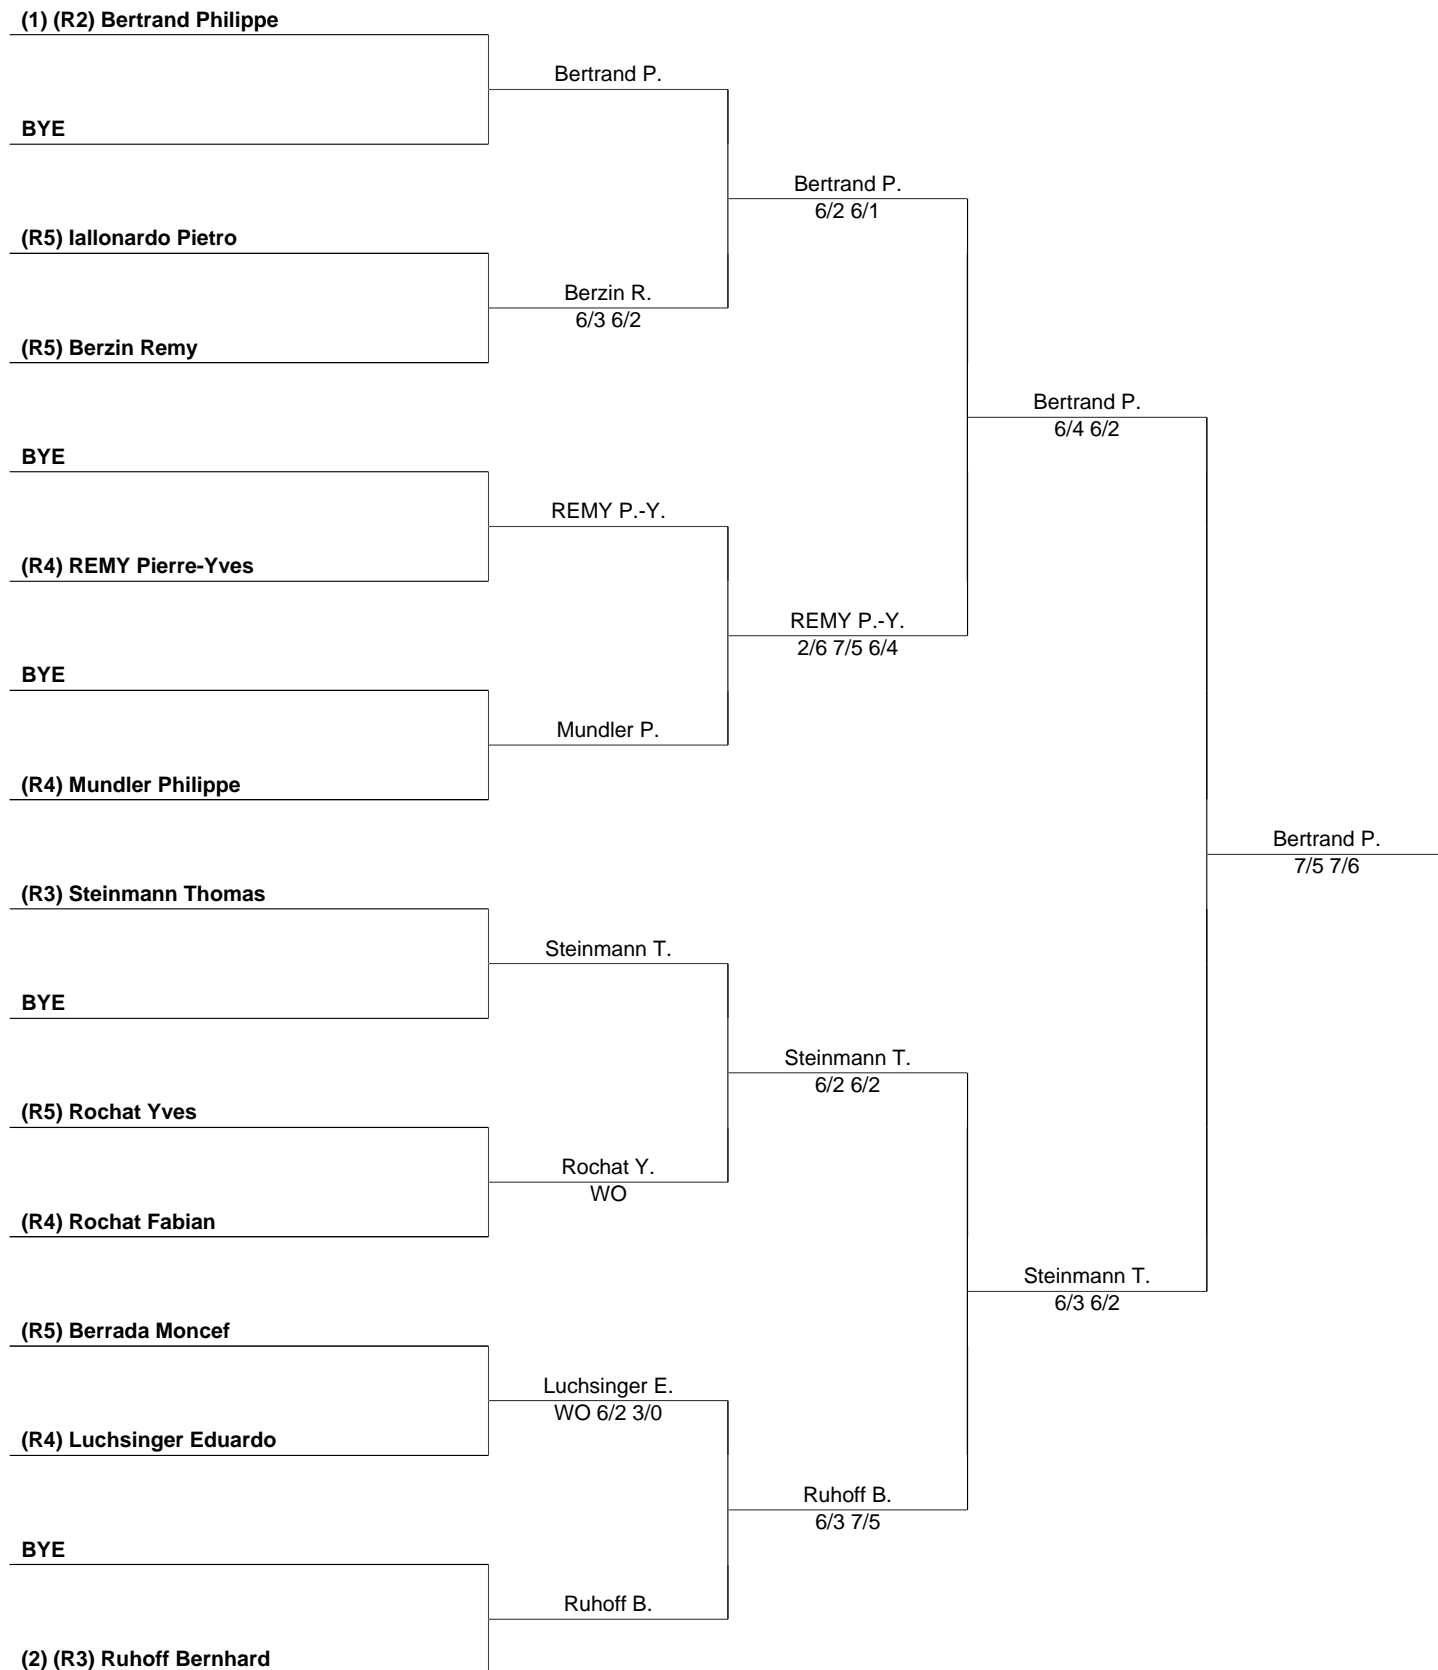 (1) (R2) Bertrand Philippe
Bertrand P.
BYE
Bertrand P.
6/2 6/1
(R5) Iallonardo Pietro
Berzin R.
6/3 6/2
(R5) Berzin Remy
Bertrand P.
6/4 6/2
BYE
REMY P.-Y.
(R4) REMY Pierre-Yves
REMY P.-Y.
2/6 7/5 6/4
BYE
Mundler P.
(R4) Mundler Philippe
Bertrand P.
7/5 7/6
(R3) Steinmann Thomas
Steinmann T.
BYE
Steinmann T.
6/2 6/2
(R5) Rochat Yves
Rochat Y.
WO
(R4) Rochat Fabian
Steinmann T.
6/3 6/2
(R5) Berrada Moncef
Luchsinger E.
WO 6/2 3/0
(R4) Luchsinger Eduardo
Ruhoff B.
6/3 7/5
BYE
Ruhoff B.
(2) (R3) Ruhoff Bernhard